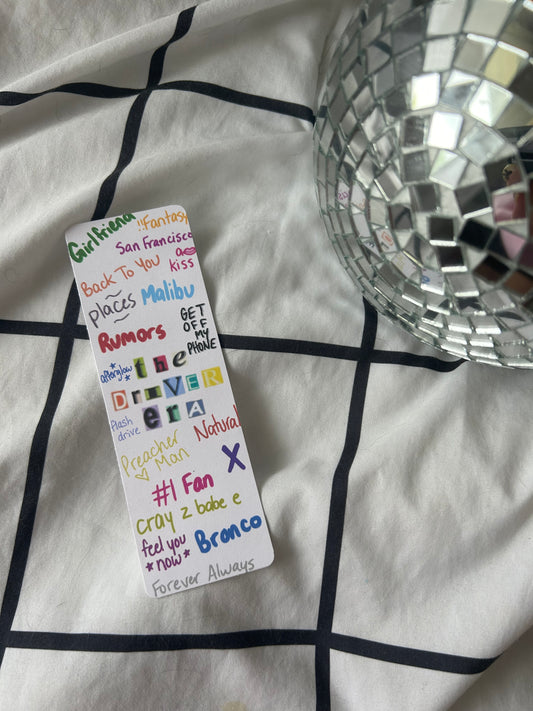 Girlfriend
!!Fantasy
San Francisco
a kiss
Back To You
places
Malibu
GET
OFF
MY
PHONE
Rumors
afterglow
the
DRIVER
era
flash
drive
Natural
Preacher
Man
X
#1 Fan
cray z babe e
feel you
*now*
Bronco
Forever Always